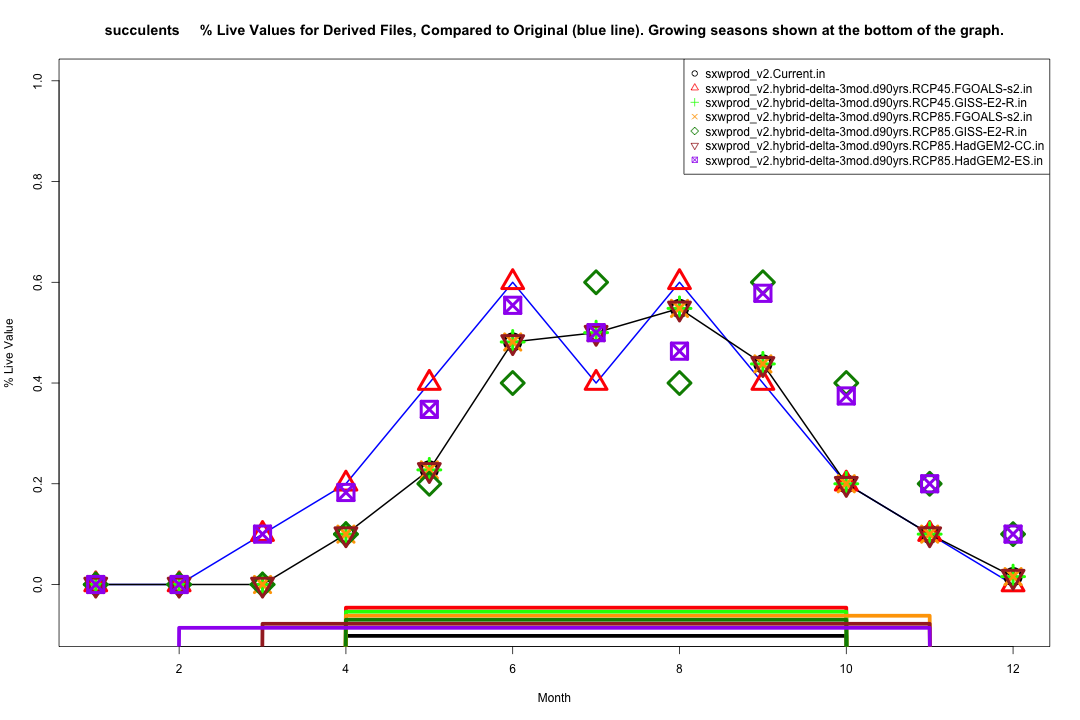 succulents % Live Values for Derived Files, Compared to Original (blue line). Growing seasons shown at the bottom of the graph.
sxwprod_v2.Current.in
sxwprod_v2.hybrid-delta-3mod.d90yrs.RCP45.FGOALS-s2.in
sxwprod_v2.hybrid-delta-3mod.d90yrs.RCP45.GISS-E2-R.in
sxwprod_v2.hybrid-delta-3mod.d90yrs.RCP85.FGOALS-s2.in
sxwprod_v2.hybrid-delta-3mod.d90yrs.RCP85.GISS-E2-R.in
sxwprod_v2.hybrid-delta-3mod.d90yrs.RCP85.HadGEM2-CC.in
sxwprod_v2.hybrid-delta-3mod.d90yrs.RCP85.HadGEM2-ES.in
1.0
0.8
0.6
0.4
0.2
0.0
% Live Value
2 4 6 8 10 12
Month